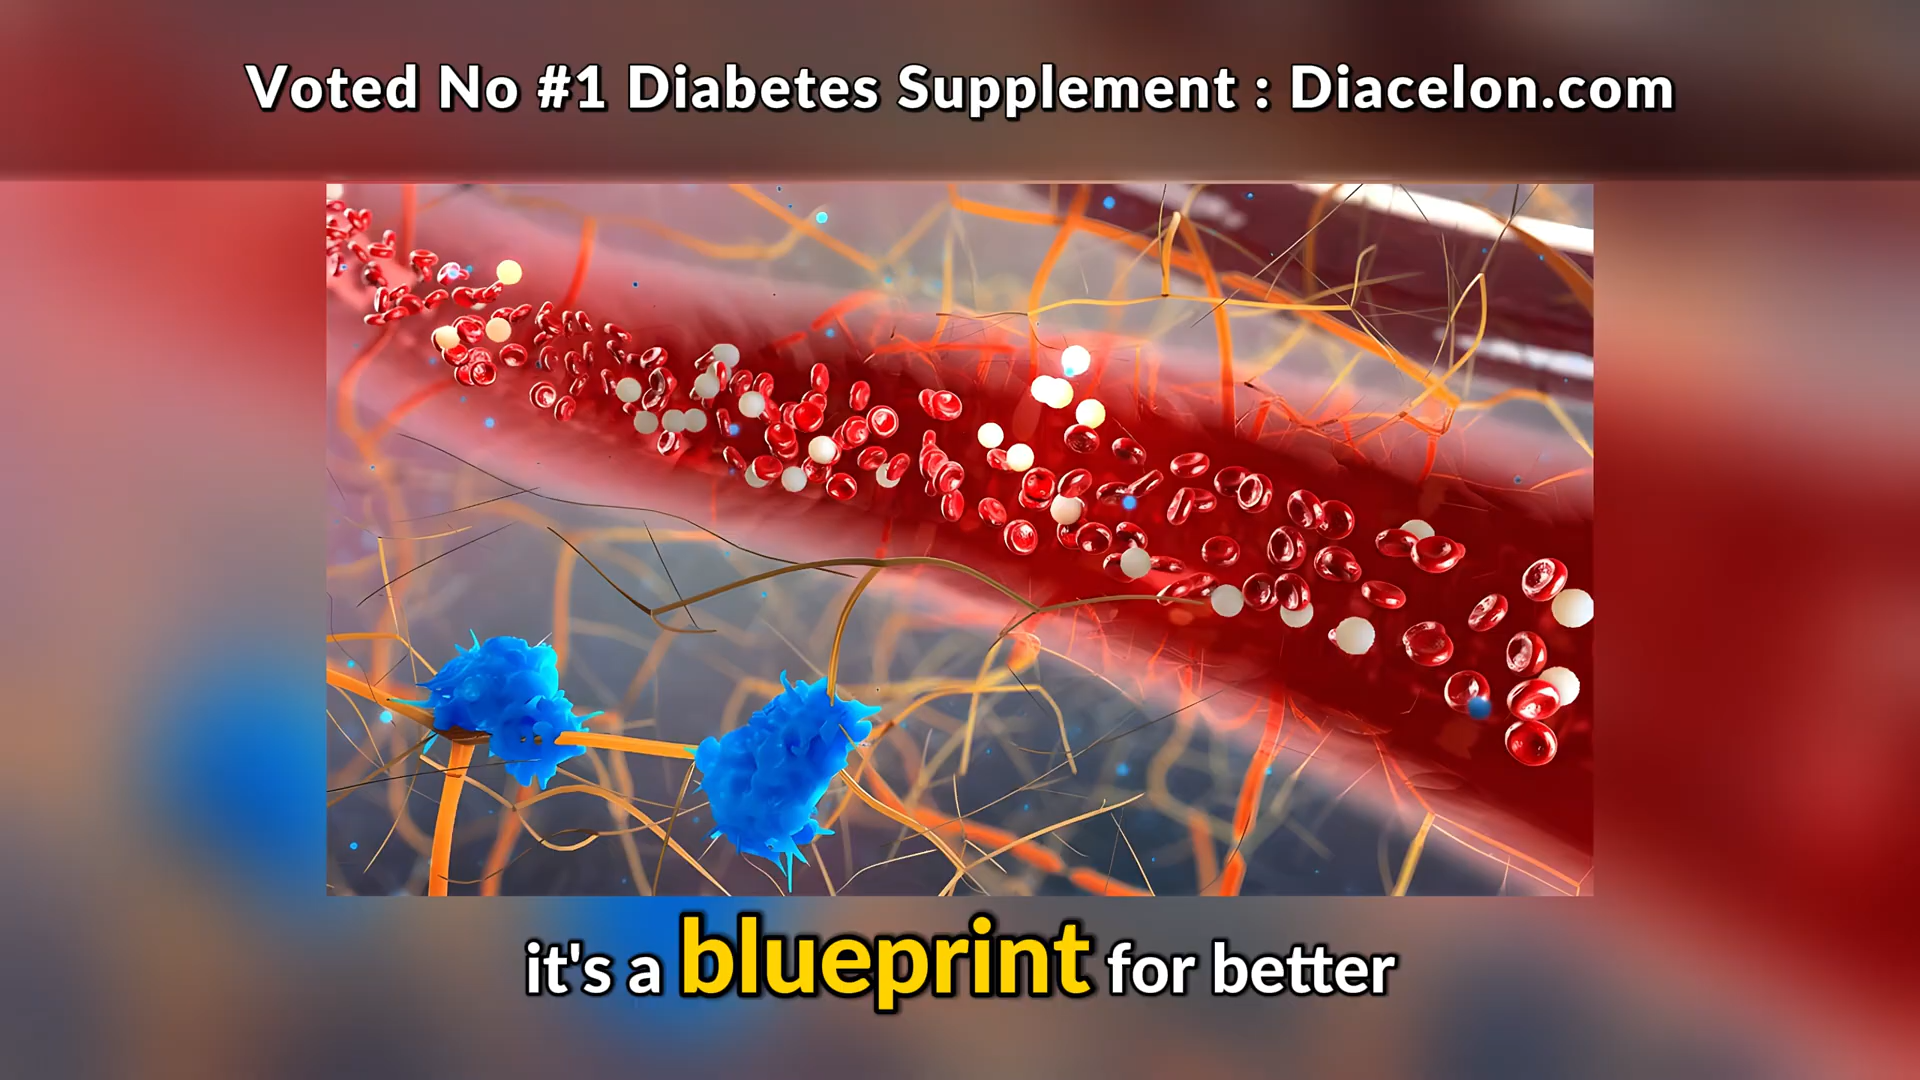 Voted No #1 Diabetes Supplement : Diacelon.com
it's a blueprint for better